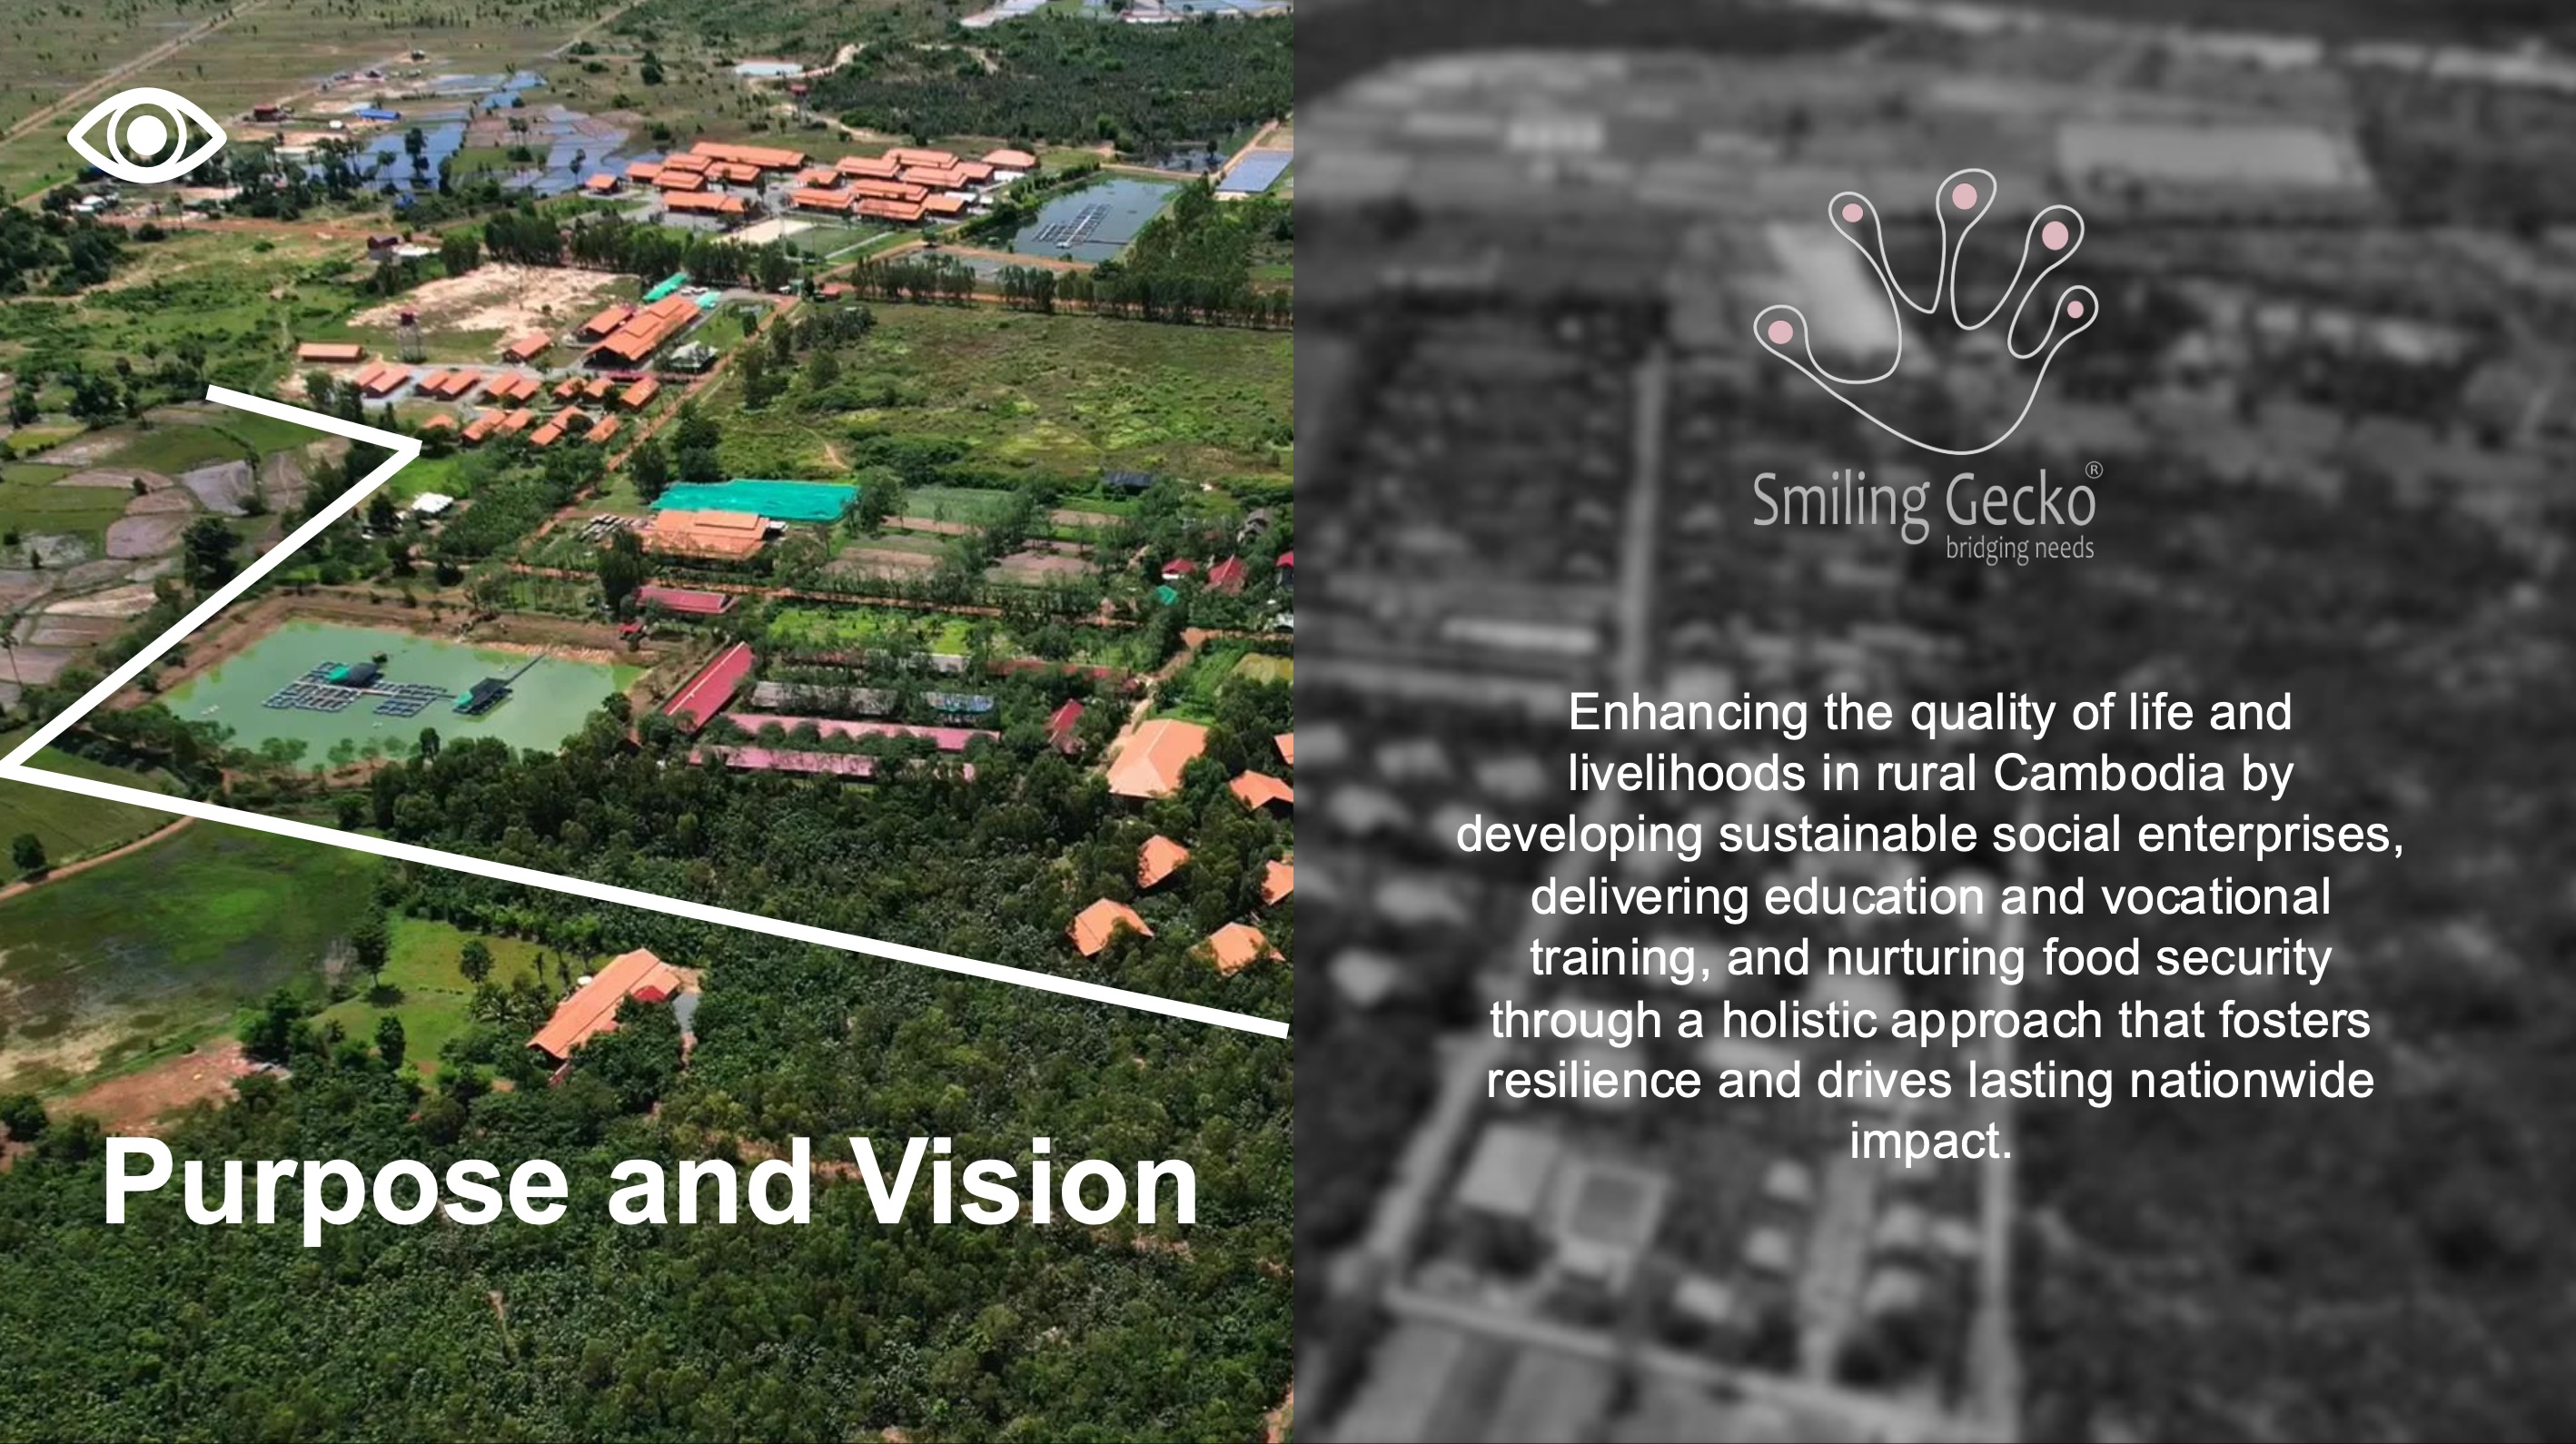 Purpose and Vision
Smiling Gecko®
bridging needs
Enhancing the quality of life and
livelihoods in rural Cambodia by
developing sustainable social enterprises,
delivering education and vocational
training, and nurturing food security
through a holistic approach that fosters
resilience and drives lasting nationwide
impact.